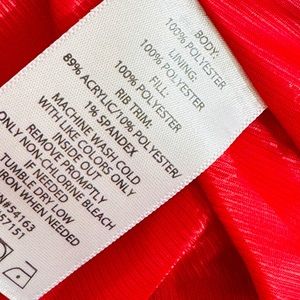 BODY:
100% POLYESTER
LINING:
100% POLYESTER
FILL:
100% POLYESTER
RIB TRIM:
89% ACRYLIC/10% POLYESTER/
1% SPANDEX
MACHINE WASH COLD
WITH LIKE COLORS ONLY
INSIDE OUT
REMOVE PROMPTLY
ONLY NON-CHLORINE BLEACH
TUMBLE DRY LOW
IRON WHEN NEEDED
54163
57151